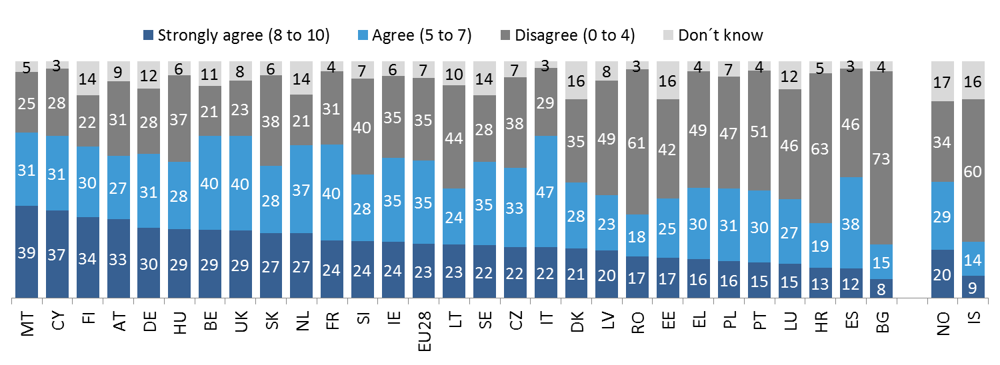 Strongly agree (8 to 10) Agree (5 to 7) Disagree (0 to 4) Don´t know
5 3 14 9 12 6 11 8 6 14 4 7 6 7 10 14 7 3 16 8 3 16 4 7 4 12 5 3 4 17 16
25 28 22 31 28 37 21 23 38 21 31 40 35 35 44 28 38 29 35 49 61 42 49 47 51 46 63 46 73 34 60
31 31 30 27 31 28 40 40 28 37 40 28 35 35 24 35 33 47 28 23 18 25 30 31 30 27 19 38 15 29 14
39 37 34 33 30 29 29 29 27 27 24 24 24 23 23 22 22 22 21 20 17 17 16 16 15 15 13 12 8 20 9
MT CY FI AT DE HU BE UK SK NL FR SI IE EU28 LT SE CZ IT DK LV RO EE EL PL PT LU HR ES BG NO IS